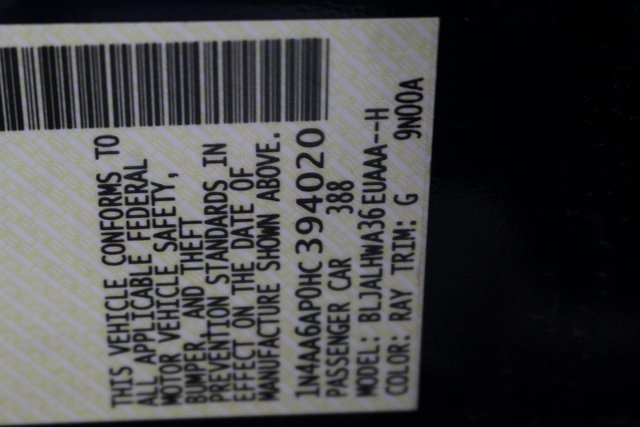 THIS VEHICLE CONFORMS TO
ALL APPLICABLE FEDERAL
MOTOR VEHICLE SAFETY,
BUMPER, AND THEFT
PREVENTION STANDARDS IN
EFFECT ON THE DATE OF
MANUFACTURE SHOWN ABOVE.
1N4AA6AP0HC394020
PASSENGER CAR 388
MODEL: BLJALHWA36EUAAA--H
COLOR: RAY TRIM: G 9N00A